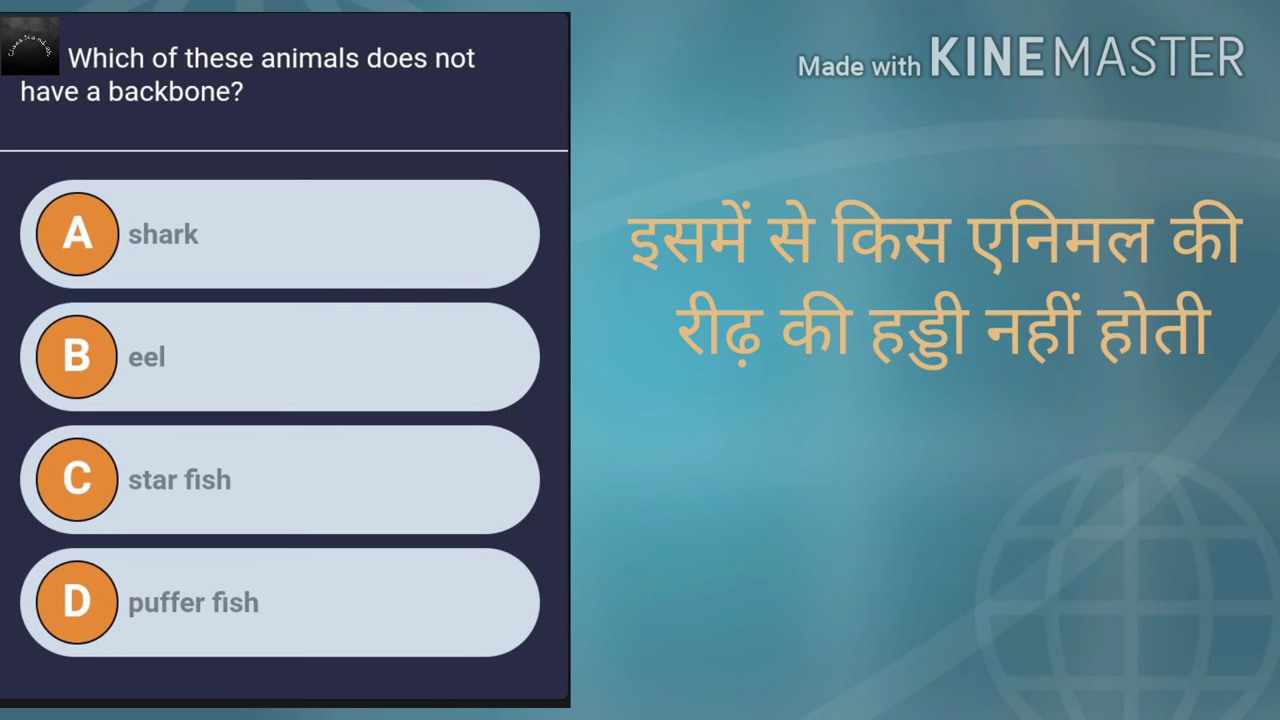 Which of these animals does not
have a backbone?
A shark
B eel
C star fish
D puffer fish
Made with KINEMASTER
इसमें से किस एनिमल की
रीढ़ की हड्डी नहीं होती